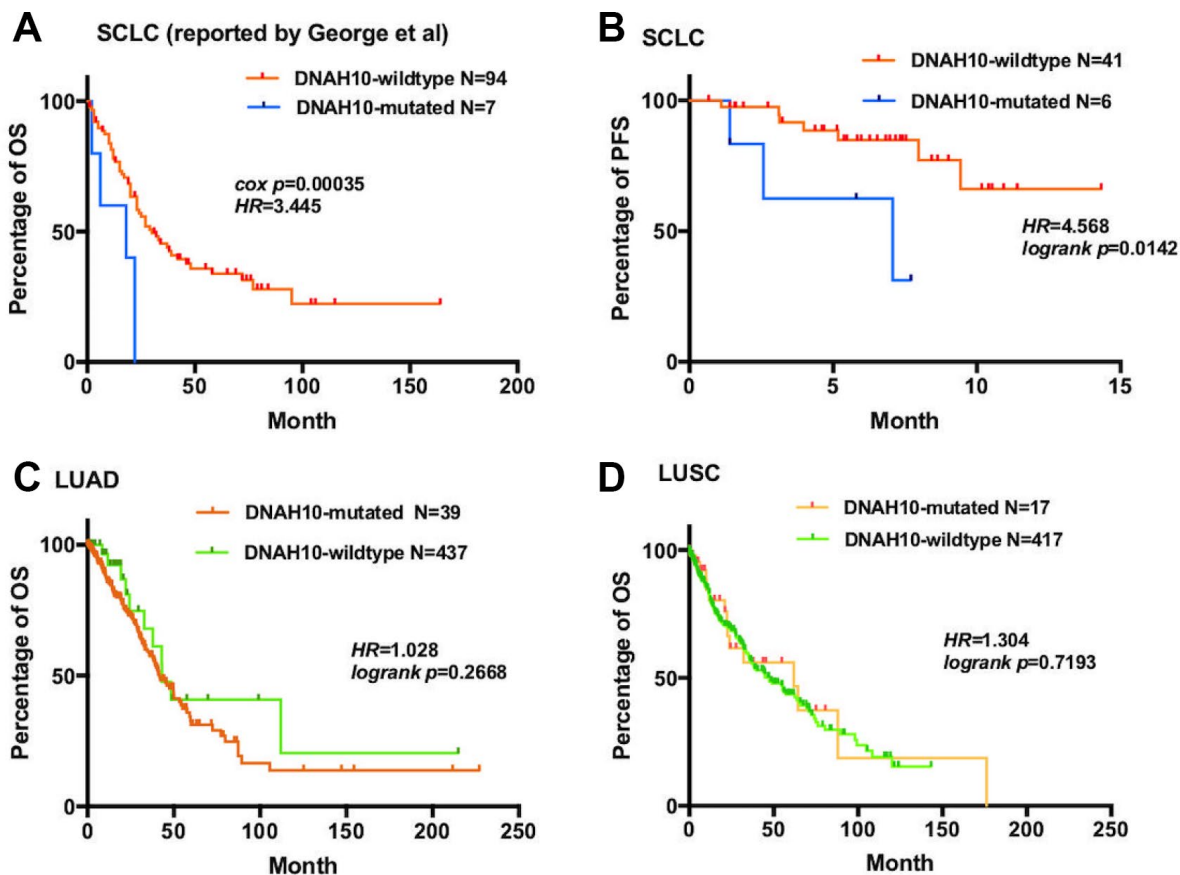 A
SCLC (reported by George et al)
DNAH10-wildtype N=94
DNAH10-mutated N=7
cox p=0.00035
HR=3.445
Percentage of OS
100
50
0
0 50 100 150 200
Month
B
SCLC
DNAH10-wildtype N=41
DNAH10-mutated N=6
HR=4.568
logrank p=0.0142
Percentage of PFS
100
50
0
0 5 10 15
Month
C
LUAD
DNAH10-mutated N=39
DNAH10-wildtype N=437
HR=1.028
logrank p=0.2668
Percentage of OS
100
50
0
0 50 100 150 200 250
Month
D
LUSC
DNAH10-mutated N=17
DNAH10-wildtype N=417
HR=1.304
logrank p=0.7193
Percentage of OS
100
50
0
0 50 100 150 200 250
Month